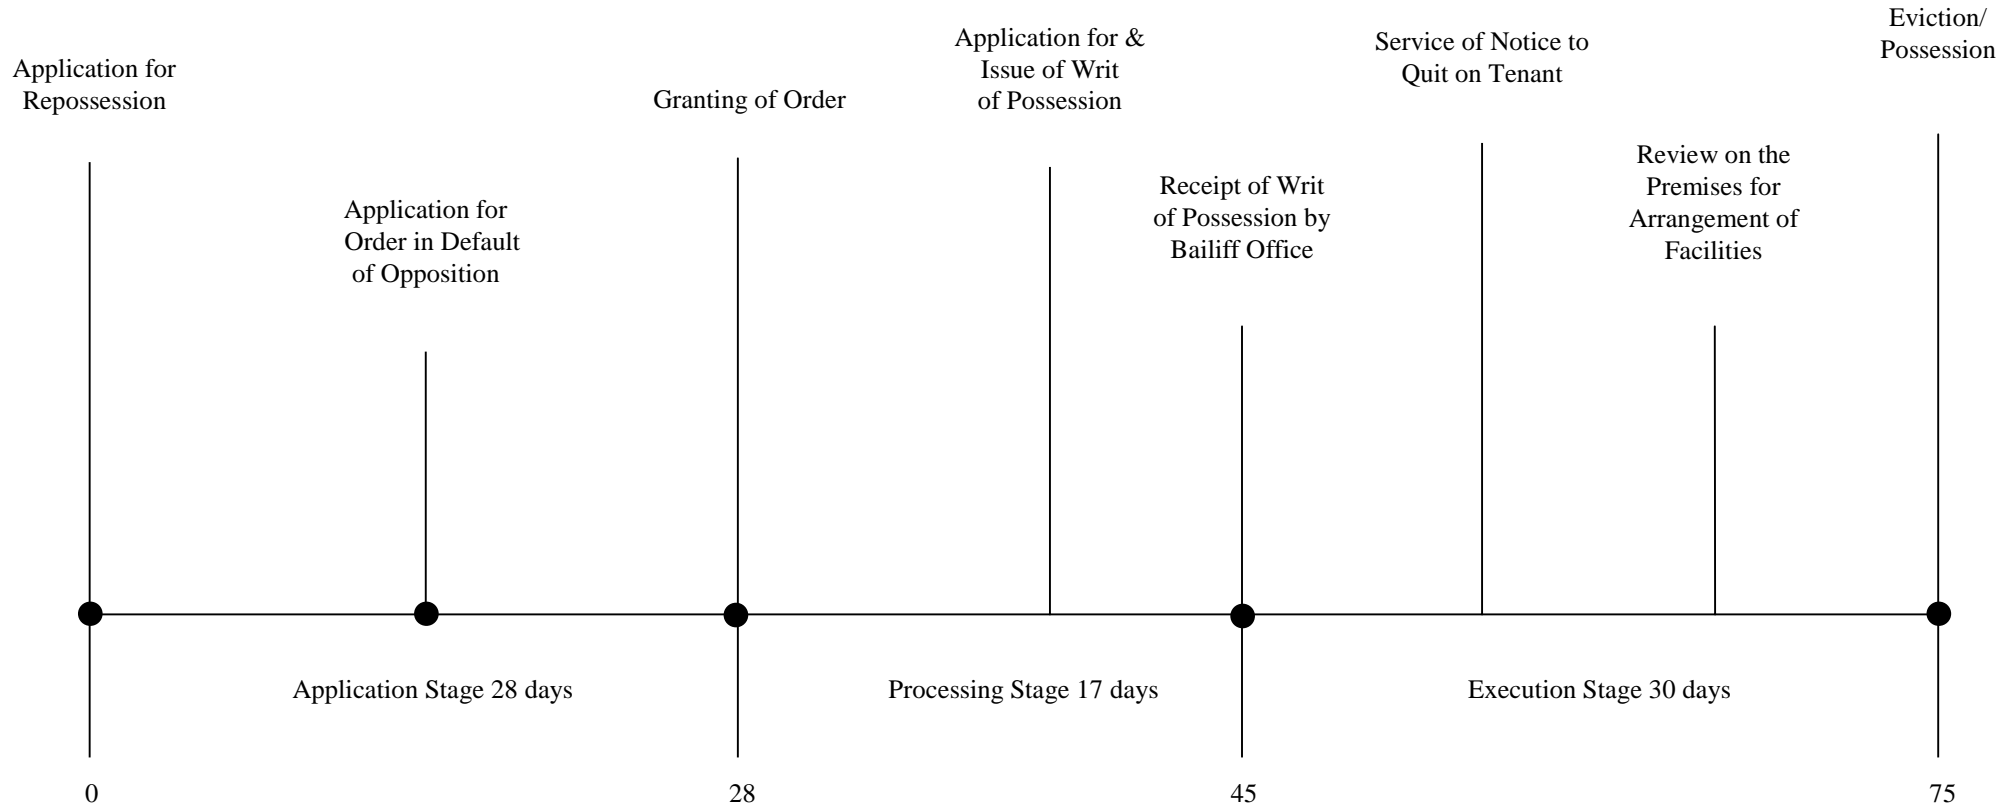 Application for
Repossession
Application for
Order in Default
of Opposition
Granting of Order
Application for &
Issue of Writ
of Possession
Receipt of Writ
of Possession by
Bailiff Office
Service of Notice to
Quit on Tenant
Review on the
Premises for
Arrangement of
Facilities
Eviction/
Possession
Application Stage 28 days
Processing Stage 17 days
Execution Stage 30 days
0
28
45
75